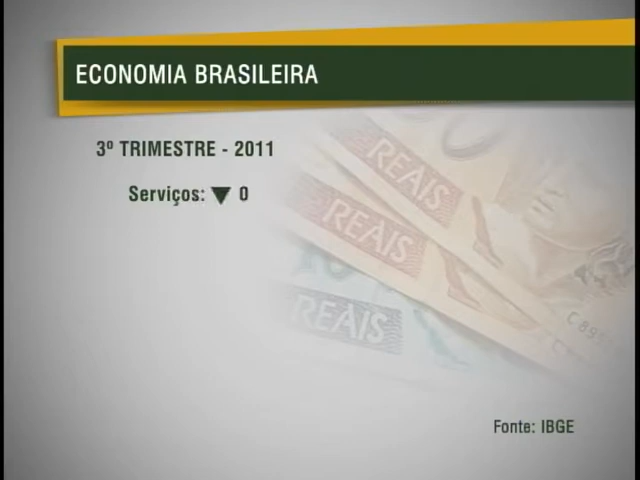 ECONOMIA BRASILEIRA
3º TRIMESTRE - 2011
Serviços: ▼ 0
REAIS
REAIS
REAIS
Fonte: IBGE